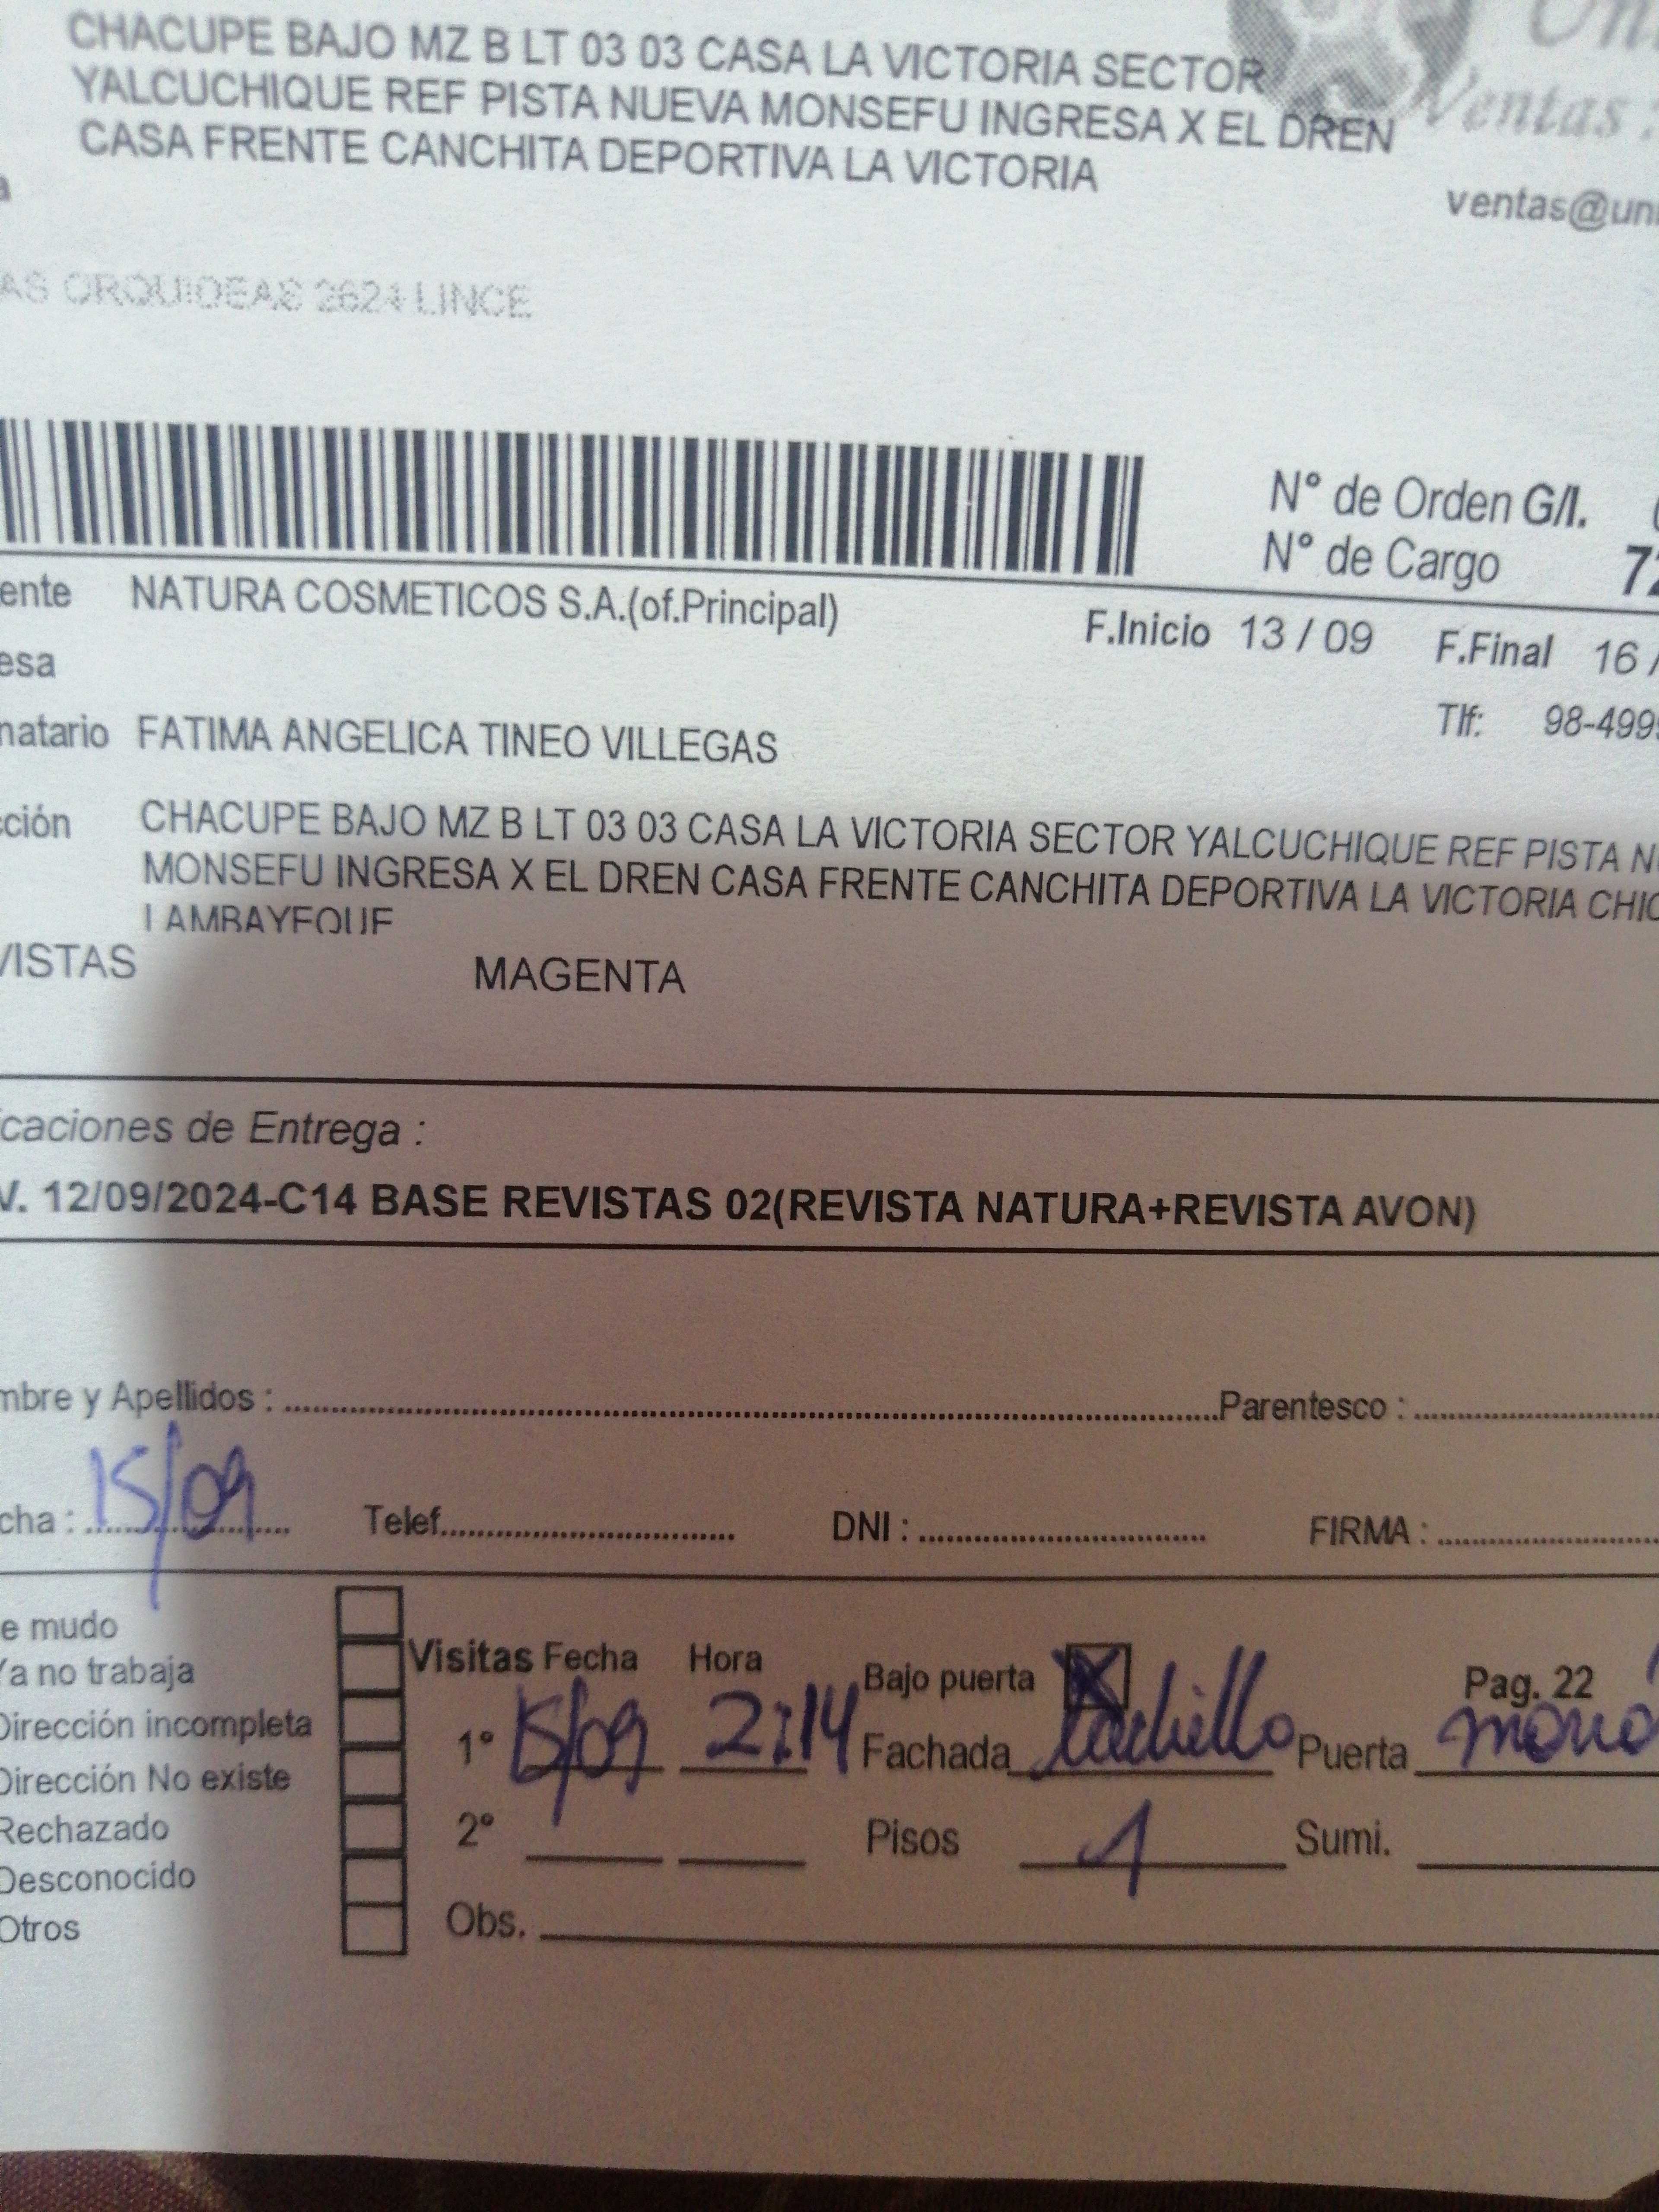 CHACUPE BAJO MZ B LT 03 03 CASA LA VICTORIA SECTOR
YALCUCHIQUE REF PISTA NUEVA MONSEFU INGRESA X EL DREN
CASA FRENTE CANCHITA DEPORTIVA LA VICTORIA
Ventas
ventas@uni
AS ORQUIDEAS 2624 LINCE
N° de Orden G/I.
N° de Cargo 72
ente NATURA COSMETICOS S.A.(of.Principal)
F.Inicio 13 / 09 F.Final 16 /
esa
natario FATIMA ANGELICA TINEO VILLEGAS
Tlf: 98-499
cción CHACUPE BAJO MZ B LT 03 03 CASA LA VICTORIA SECTOR YALCUCHIQUE REF PISTA N
MONSEFU INGRESA X EL DREN CASA FRENTE CANCHITA DEPORTIVA LA VICTORIA CHIC
LAMBAYEQUE
VISTAS MAGENTA
caciones de Entrega :
V. 12/09/2024-C14 BASE REVISTAS 02(REVISTA NATURA+REVISTA AVON)
mbre y Apellidos : Parentesco :
cha : 15/09 Telef. DNI : FIRMA :
e mudo
Ya no trabaja
Dirección incompleta
Dirección No existe
Rechazado
Desconocido
Otros
Visitas Fecha Hora Bajo puerta X Pag. 22
1° 15/09 2:14 Fachada Ladrillo Puerta
2° Pisos 1 Sumi.
Obs.